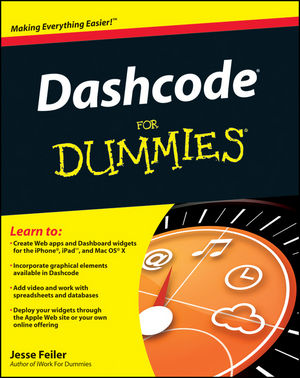 Making Everything Easier!™
Dashcode®
FOR
DUMMIES®
Learn to:
• Create Web apps and Dashboard widgets
for the iPhone®, iPad™, and Mac OS® X
• Incorporate graphical elements
available in Dashcode
• Add video and work with
spreadsheets and databases
• Deploy your widgets through
the Apple Web site or your own
online offering
Jesse Feiler
Author of iWork For Dummies